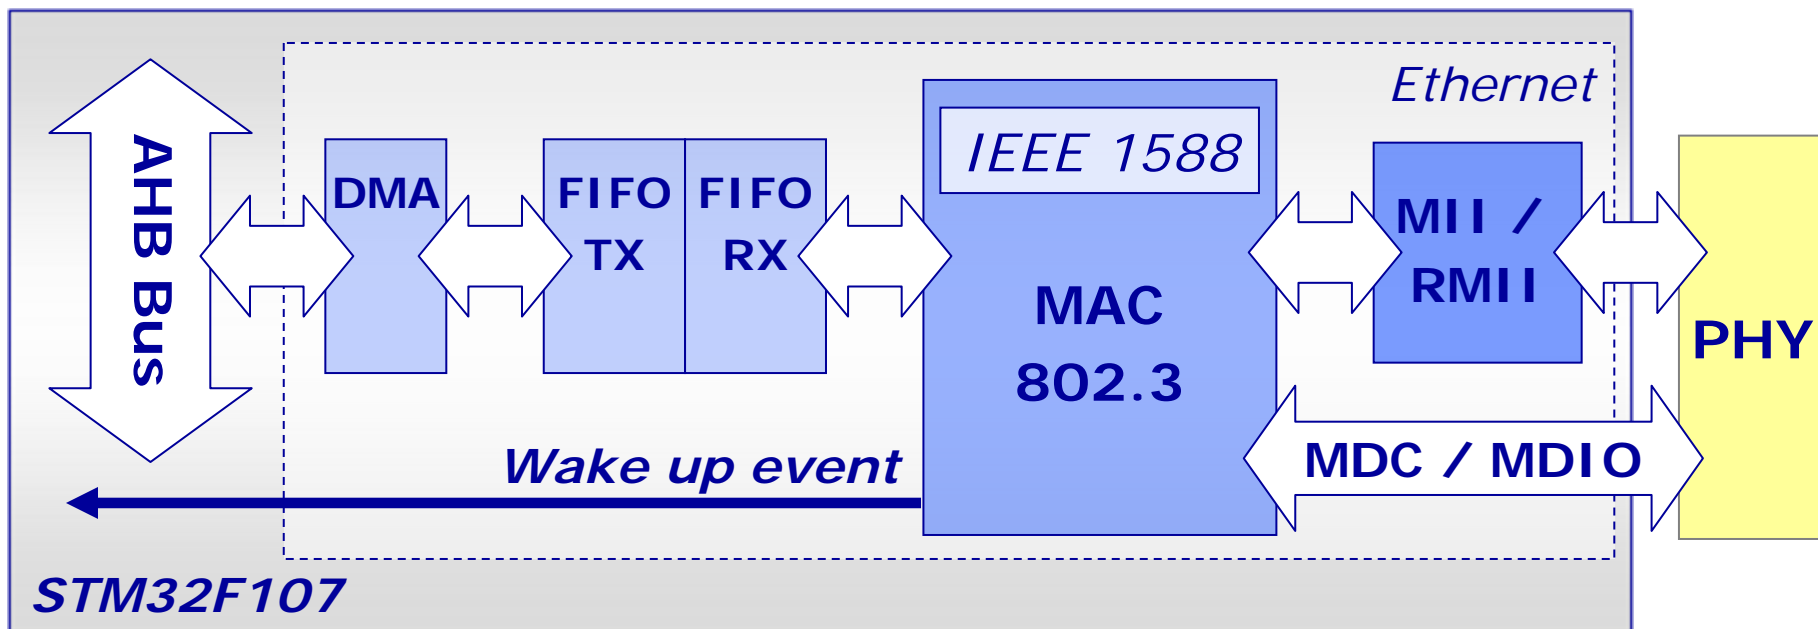 Ethernet
AHB Bus
DMA
FIFO
TX
FIFO
RX
IEEE 1588
MAC
802.3
MII /
RMII
PHY
MDC / MDIO
Wake up event
STM32F107